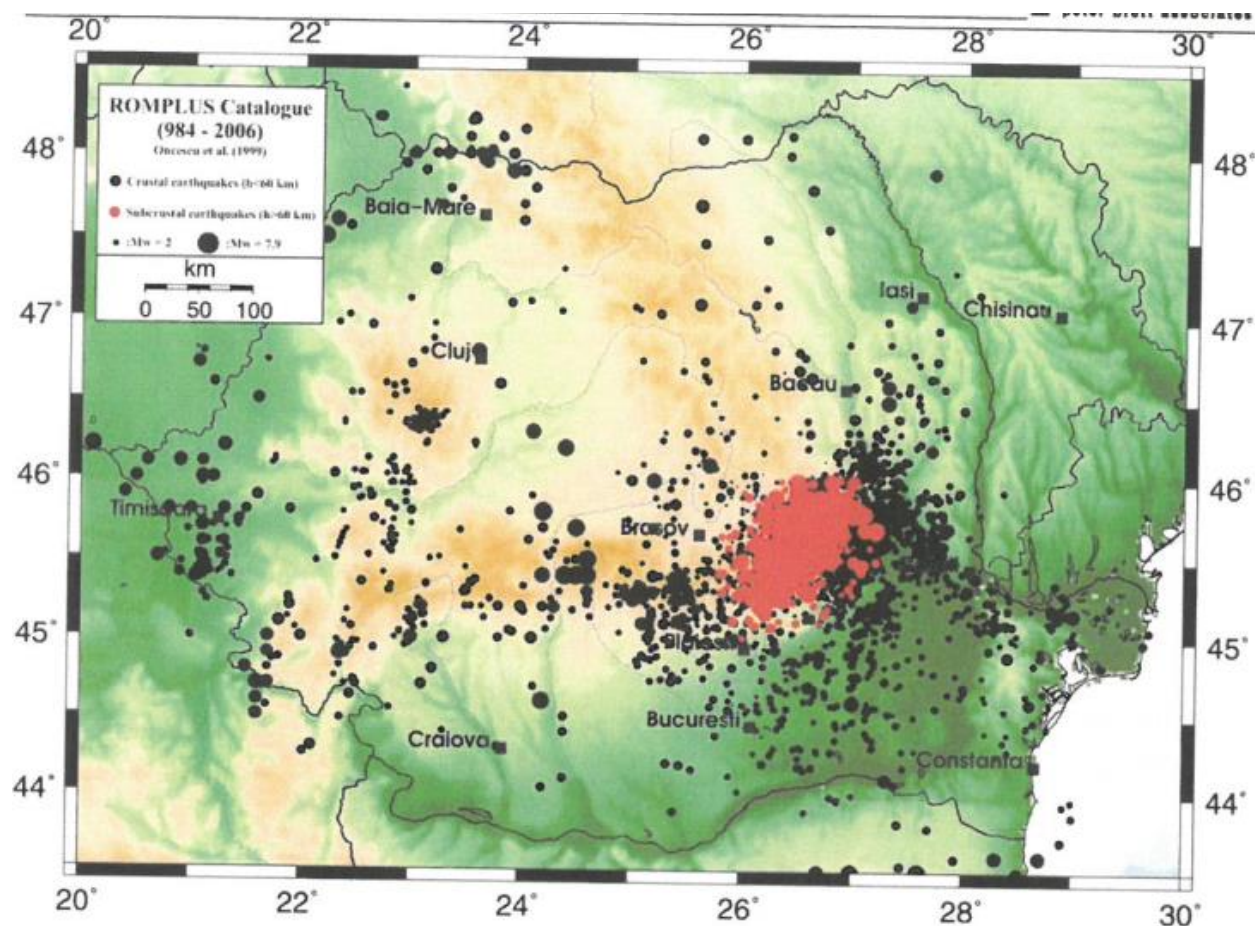 peter brett associates
20° 22° 24° 26° 28° 30°
ROMPLUS Catalogue
(984 - 2006)
Oncescu et al. (1999)
Crustal earthquakes (h<60 km)
Subcrustal earthquakes (h>60 km)
:Mw = 2 :Mw = 7.9
km
0 50 100
48° 48°
Baia-Mare
Iasi
Chisinau
47° 47°
Cluj
Bacau
46° 46°
Timisoara
Brasov
45° 45°
Bucuresti
Craiova
Constanta
44° 44°
20° 22° 24° 26° 28° 30°